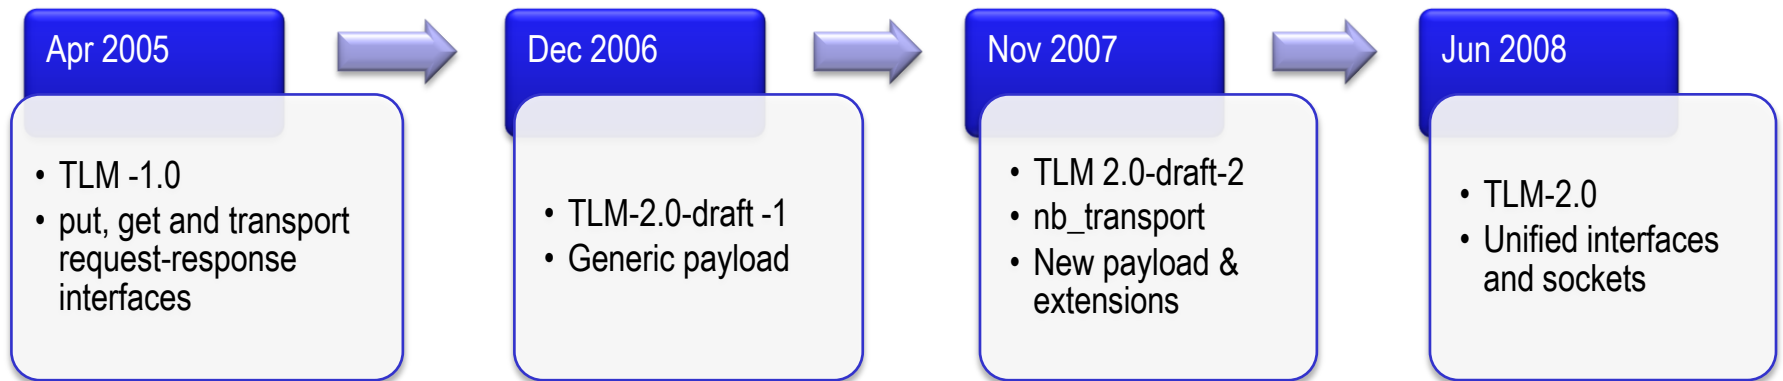 Apr 2005
• TLM -1.0
• put, get and transport
request-response
interfaces
Dec 2006
• TLM-2.0-draft -1
• Generic payload
Nov 2007
• TLM 2.0-draft-2
• nb_transport
• New payload &
extensions
Jun 2008
• TLM-2.0
• Unified interfaces
and sockets